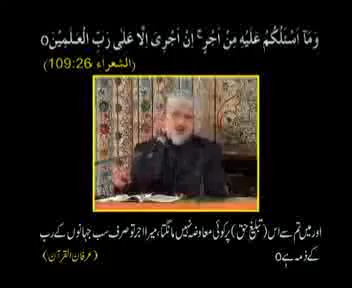 وَمَاۤ اَسْئَلُكُمْ عَلَيْهِ مِنْ اَجْرٍ ۚ اِنْ اَجْرِىَ اِلَّا عَلٰى رَبِّ الْعٰلَمِيْنَ o
(الشعراء 109:26)
اور میں تم سے اس (تبلیغِ حق) پر کوئی معاوضہ نہیں مانگتا، میرا اجر تو صرف سب جہانوں کے رب
کے ذمہ ہے o (عرفان القرآن)